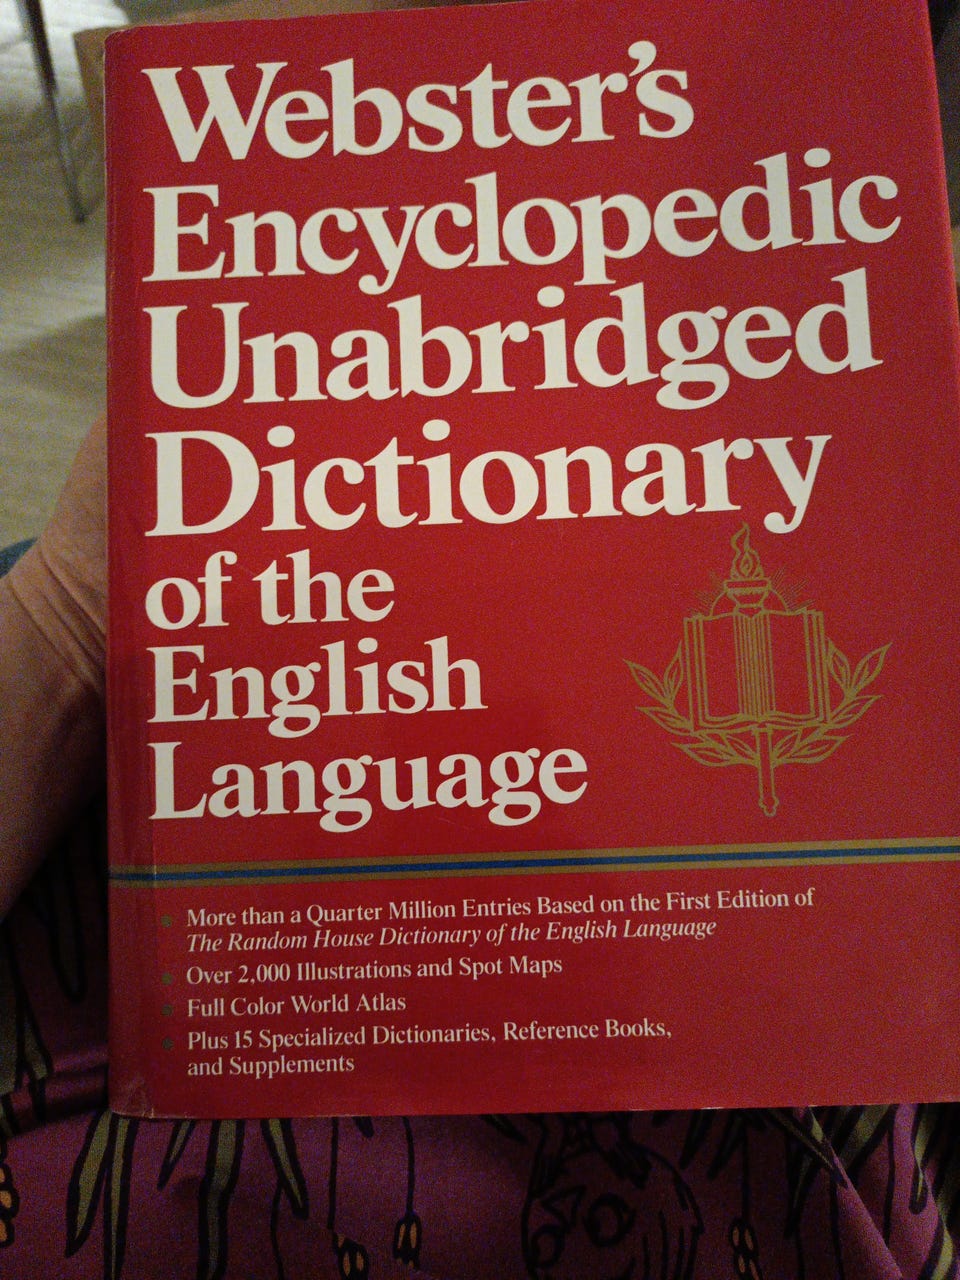 Webster's
Encyclopedic
Unabridged
Dictionary
of the
English
Language
More than a Quarter Million Entries Based on the First Edition of
The Random House Dictionary of the English Language
Over 2,000 Illustrations and Spot Maps
Full Color World Atlas
Plus 15 Specialized Dictionaries, Reference Books,
and Supplements